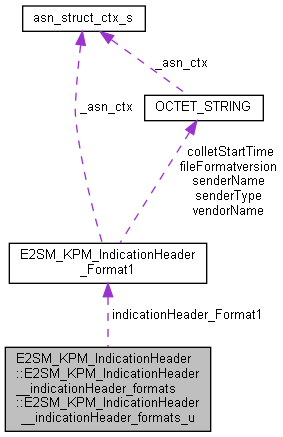 asn_struct_ctx_s
_asn_ctx
_asn_ctx
OCTET_STRING
colletStartTime
fileFormatversion
senderName
senderType
vendorName
E2SM_KPM_IndicationHeader
_Format1
indicationHeader_Format1
E2SM_KPM_IndicationHeader
::E2SM_KPM_IndicationHeader
__indicationHeader_formats
::E2SM_KPM_IndicationHeader
__indicationHeader_formats_u